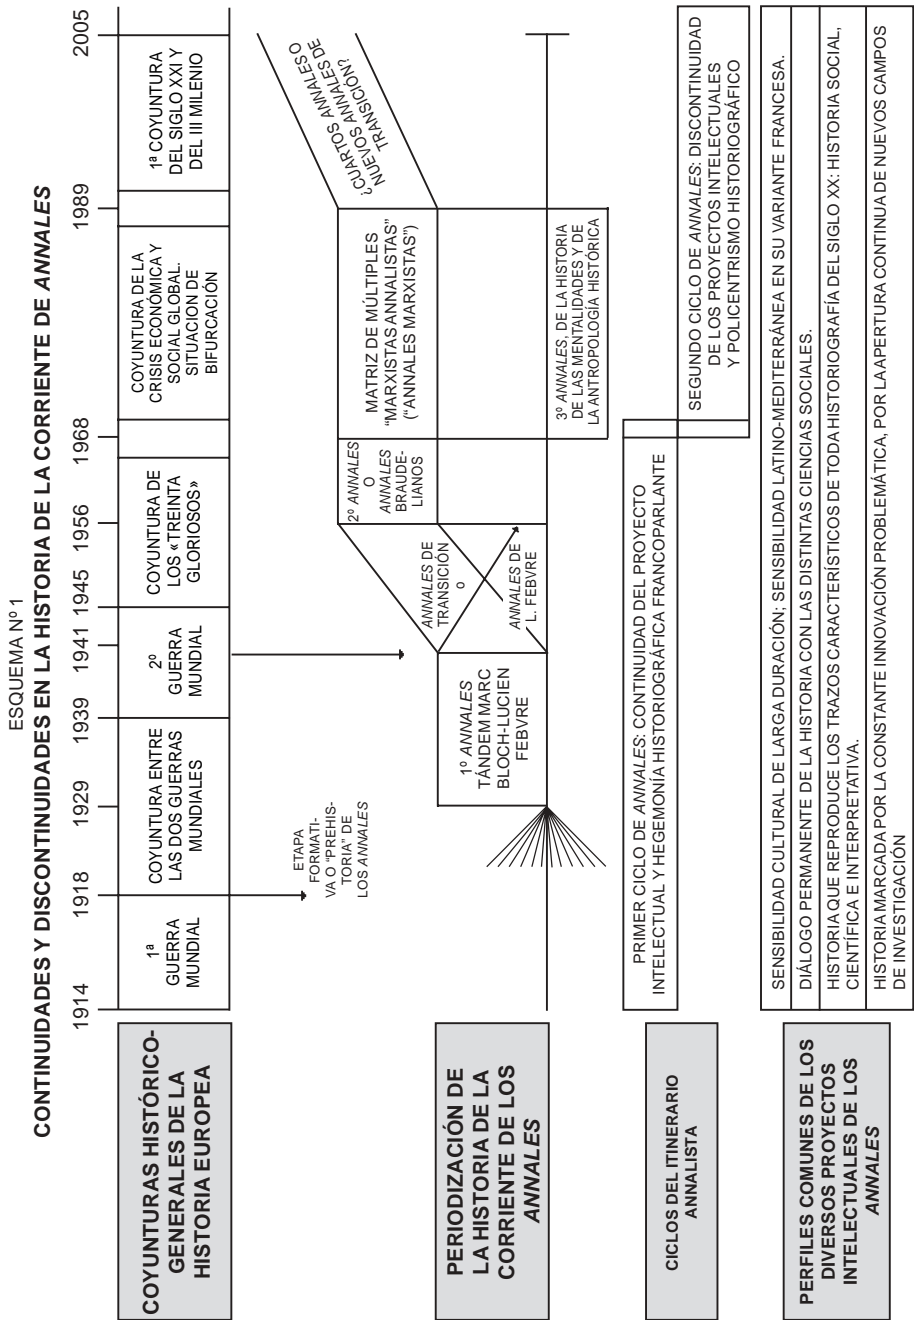 ESQUEMA Nº 1
CONTINUIDADES Y DISCONTINUIDADES EN LA HISTORIA DE LA CORRIENTE DE ANNALES
1914
1918
1929
1939
1941
1945
1956
1968
1989
2005
COYUNTURAS HISTÓRICO-
GENERALES DE LA
HISTORIA EUROPEA
1ª
GUERRA
MUNDIAL
COYUNTURA ENTRE
LAS DOS GUERRAS
MUNDIALES
2º
GUERRA
MUNDIAL
COYUNTURA DE
LOS «TREINTA
GLORIOSOS»
COYUNTURA DE LA
CRISIS ECONÓMICA Y
SOCIAL GLOBAL.
SITUACION DE
BIFURCACIÓN
1ª COYUNTURA
DEL SIGLO XXI Y
DEL III MILENIO
PERIODIZACIÓN DE
LA HISTORIA DE LA
CORRIENTE DE LOS
ANNALES
ETAPA
FORMATI-
VA O "PREHIS-
TORIA" DE
LOS ANNALES
1º ANNALES
TÁNDEM MARC
BLOCH-LUCIEN
FEBVRE
ANNALES DE
TRANSICIÓN
O
ANNALES DE
L. FEBVRE
2º ANNALES
O
ANNALES
BRAUDE-
LIANOS
MATRIZ DE MÚLTIPLES
"MARXISTAS ANNALISTAS"
("ANNALES MARXISTAS")
3º ANNALES, DE LA HISTORIA
DE LAS MENTALIDADES Y DE
LA ANTROPOLOGÍA HISTÓRICA
¿CUARTOS ANNALES O
NUEVOS ANNALES DE
TRANSICIÓN?
CICLOS DEL ITINERARIO
ANNALISTA
PRIMER CICLO DE ANNALES: CONTINUIDAD DEL PROYECTO
INTELECTUAL Y HEGEMONÍA HISTORIOGRÁFICA FRANCOPARLANTE
SEGUNDO CICLO DE ANNALES: DISCONTINUIDAD
DE LOS PROYECTOS INTELECTUALES
Y POLICENTRISMO HISTORIOGRÁFICO
PERFILES COMUNES DE LOS
DIVERSOS PROYECTOS
INTELECTUALES DE LOS
ANNALES
SENSIBILIDAD CULTURAL DE LARGA DURACIÓN; SENSIBILIDAD LATINO-MEDITERRÁNEA EN SU VARIANTE FRANCESA.
DIÁLOGO PERMANENTE DE LA HISTORIA CON LAS DISTINTAS CIENCIAS SOCIALES.
HISTORIA QUE REPRODUCE LOS TRAZOS CARACTERÍSTICOS DE TODA HISTORIOGRAFÍA DEL SIGLO XX: HISTORIA SOCIAL,
CIENTÍFICA E INTERPRETATIVA.
HISTORIA MARCADA POR LA CONSTANTE INNOVACIÓN PROBLEMÁTICA, POR LA APERTURA CONTINUA DE NUEVOS CAMPOS
DE INVESTIGACIÓN